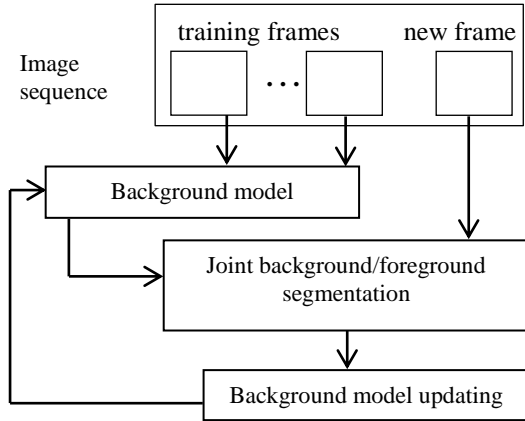 training frames
new frame
Image
sequence
...
Background model
Joint background/foreground
segmentation
Background model updating